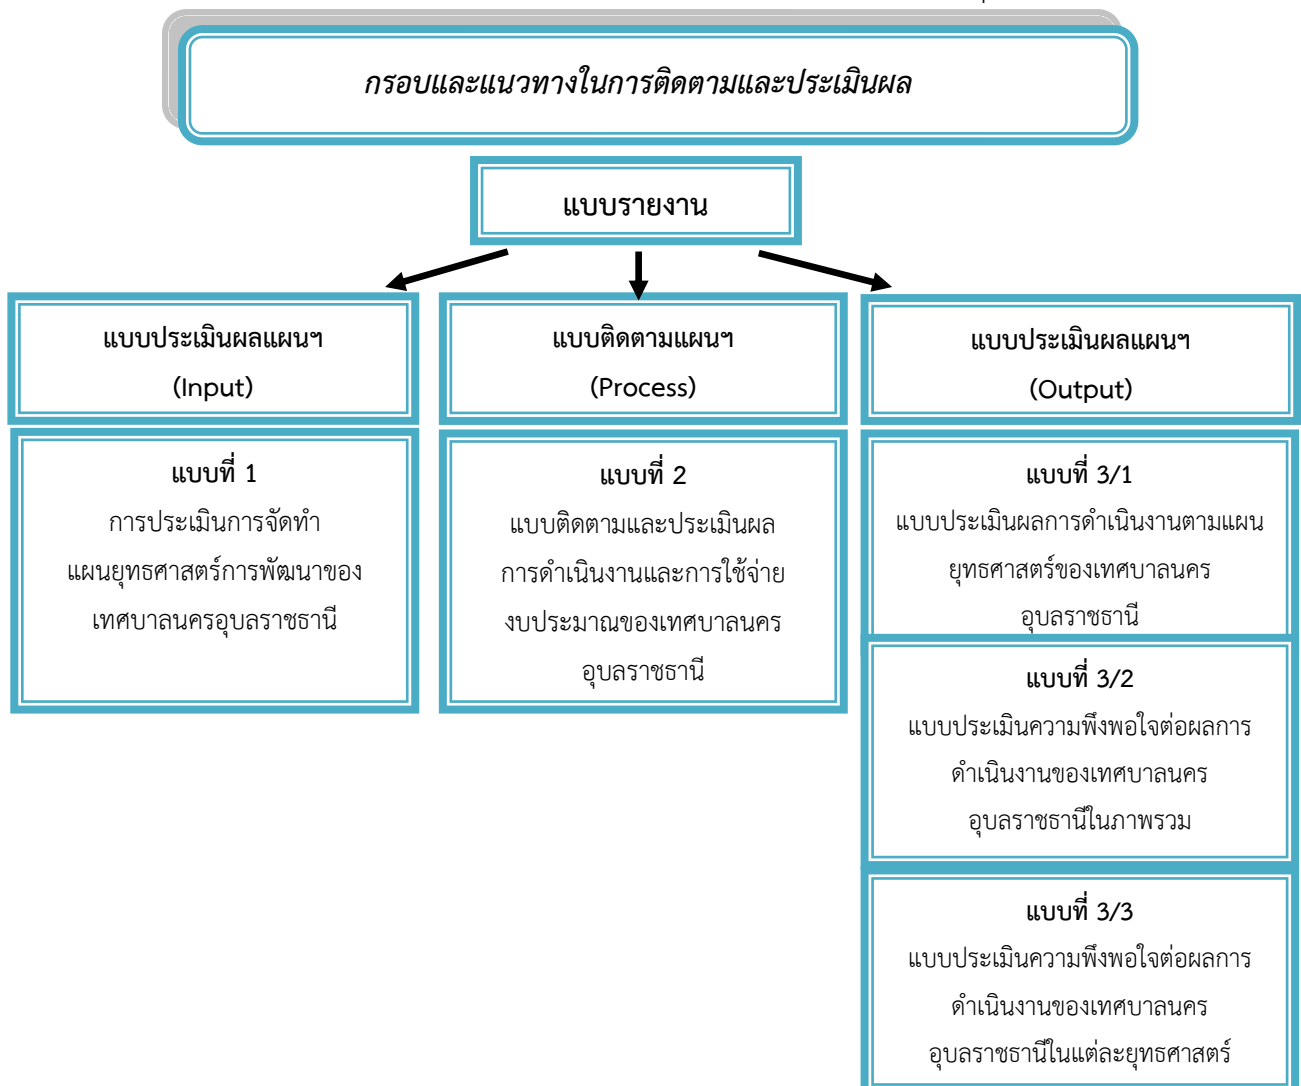 กรอบและแนวทางในการติดตามและประเมินผล
แบบรายงาน
แบบประเมินผลแผนฯ
(Input)
แบบติดตามแผนฯ
(Process)
แบบประเมินผลแผนฯ
(Output)
แบบที่ 1
การประเมินการจัดทำ
แผนยุทธศาสตร์การพัฒนาของ
เทศบาลนครอุบลราชธานี
แบบที่ 2
แบบติดตามและประเมินผล
การดำเนินงานและการใช้จ่าย
งบประมาณของเทศบาลนคร
อุบลราชธานี
แบบที่ 3/1
แบบประเมินผลการดำเนินงานตามแผน
ยุทธศาสตร์ของเทศบาลนคร
อุบลราชธานี
แบบที่ 3/2
แบบประเมินความพึงพอใจต่อผลการ
ดำเนินงานของเทศบาลนคร
อุบลราชธานีในภาพรวม
แบบที่ 3/3
แบบประเมินความพึงพอใจต่อผลการ
ดำเนินงานของเทศบาลนคร
อุบลราชธานีในแต่ละยุทธศาสตร์